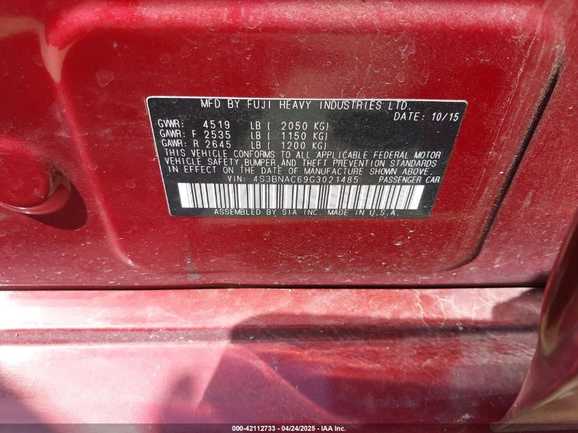 MFD BY FUJI HEAVY INDUSTRIES LTD.
DATE: 10/15
GVWR: 4519 LB ( 2050 KG)
GAWR: F 2535 LB ( 1150 KG)
GAWR: R 2645 LB ( 1200 KG)
THIS VEHICLE CONFORMS TO ALL APPLICABLE FEDERAL MOTOR
VEHICLE SAFETY, BUMPER, AND THEFT PREVENTION STANDARDS
IN EFFECT ON THE DATE OF MANUFACTURE SHOWN ABOVE.
VIN: 4S3BNAC69G3021485 PASSENGER CAR
ASSEMBLED BY SIA INC. MADE IN U.S.A.
000-42112733 - 04/24/2025 - IAAI.com